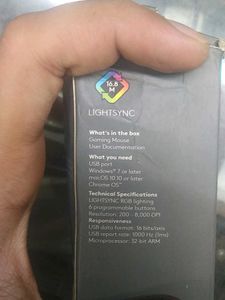 16.8
M
LIGHTSYNC
What's in the box
Gaming Mouse
User Documentation
What you need
USB port
Windows® 7 or later
macOS 10.10 or later
Chrome OS™
Technical Specifications
LIGHTSYNC RGB lighting
6 programmable buttons
Resolution: 200 - 8,000 DPI
Responsiveness
USB data format: 16 bits/axis
USB report rate: 1000 Hz (1ms)
Microprocessor: 32-bit ARM